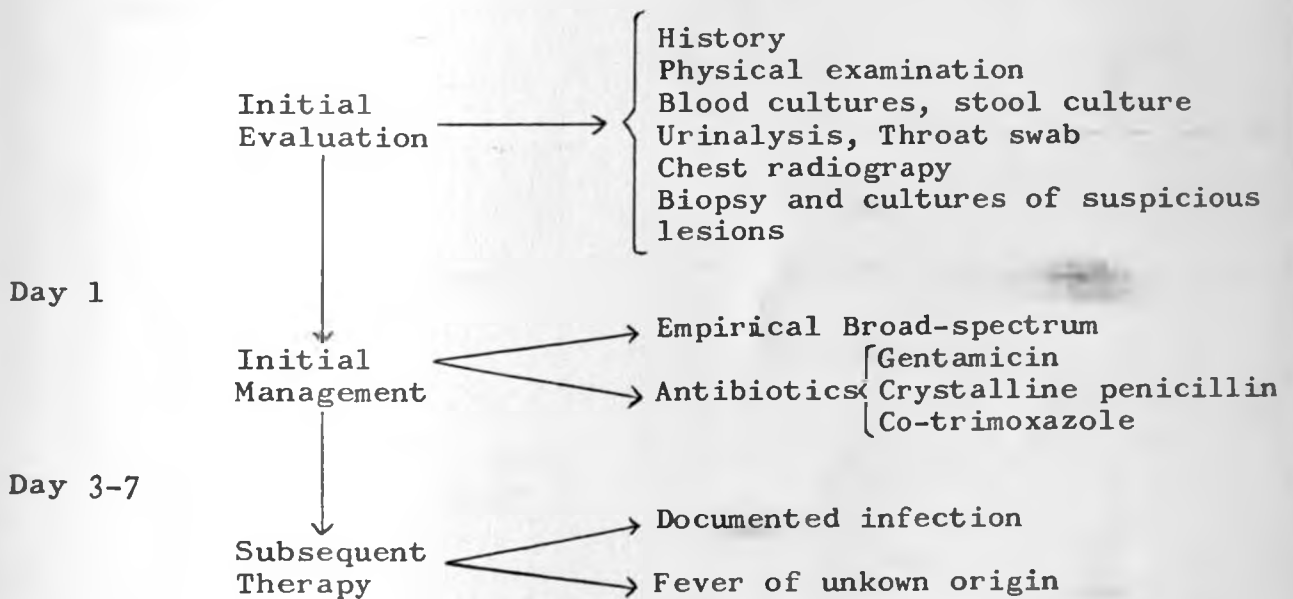 History
Physical examination
Initial
Blood cultures, stool culture
Evaluation
Urinalysis, Throat swab
Chest radiograpy
Biopsy and cultures of suspicious
lesions
Day 1
Empirical Broad-spectrum
Initial
Gentamicin
Management
Antibiotics
Crystalline penicillin
Co-trimoxazole
Day 3-7
Documented infection
Subsequent
Therapy
Fever of unkown origin